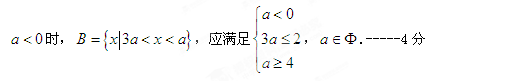 a<0时, B={x|3a<x<a}, 应满足{a<0 3a≤2, a∈Φ.-----4 分
a≥4